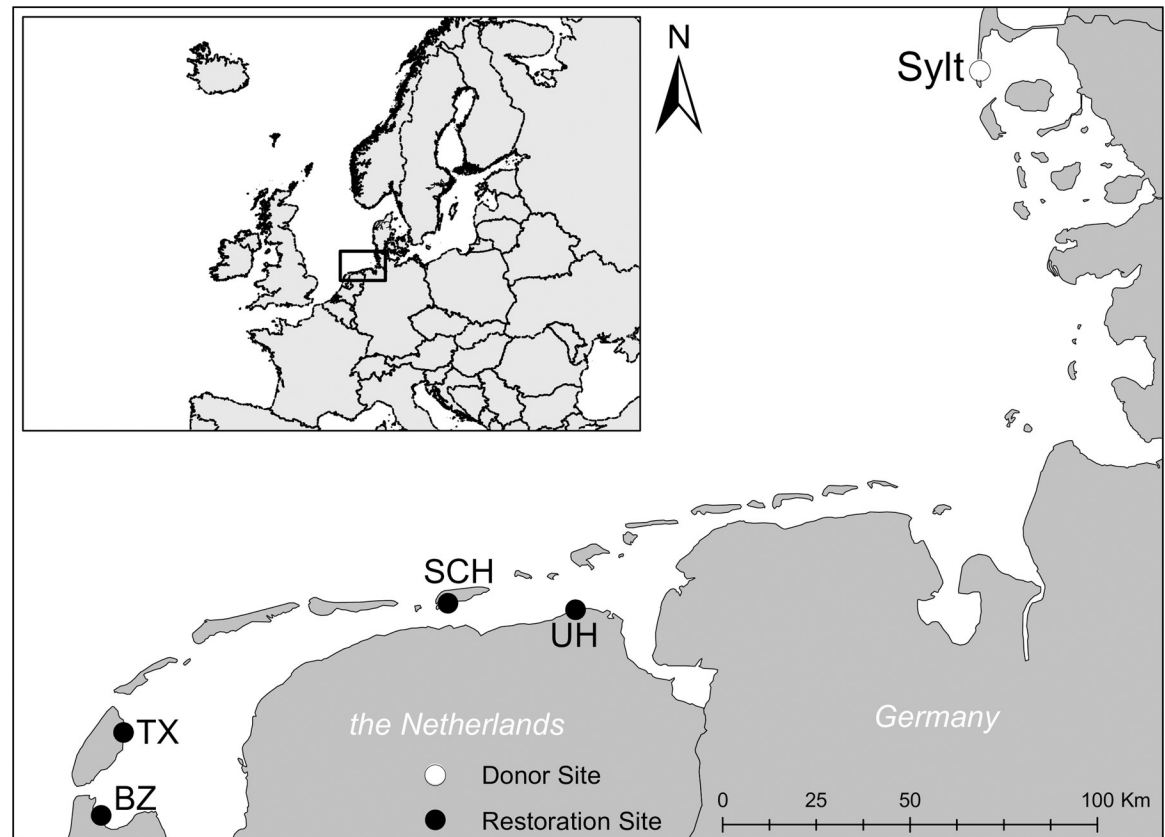 N
Sylt
SCH
UH
TX
the Netherlands
Germany
BZ
Donor Site
Restoration Site
0 25 50 100 Km